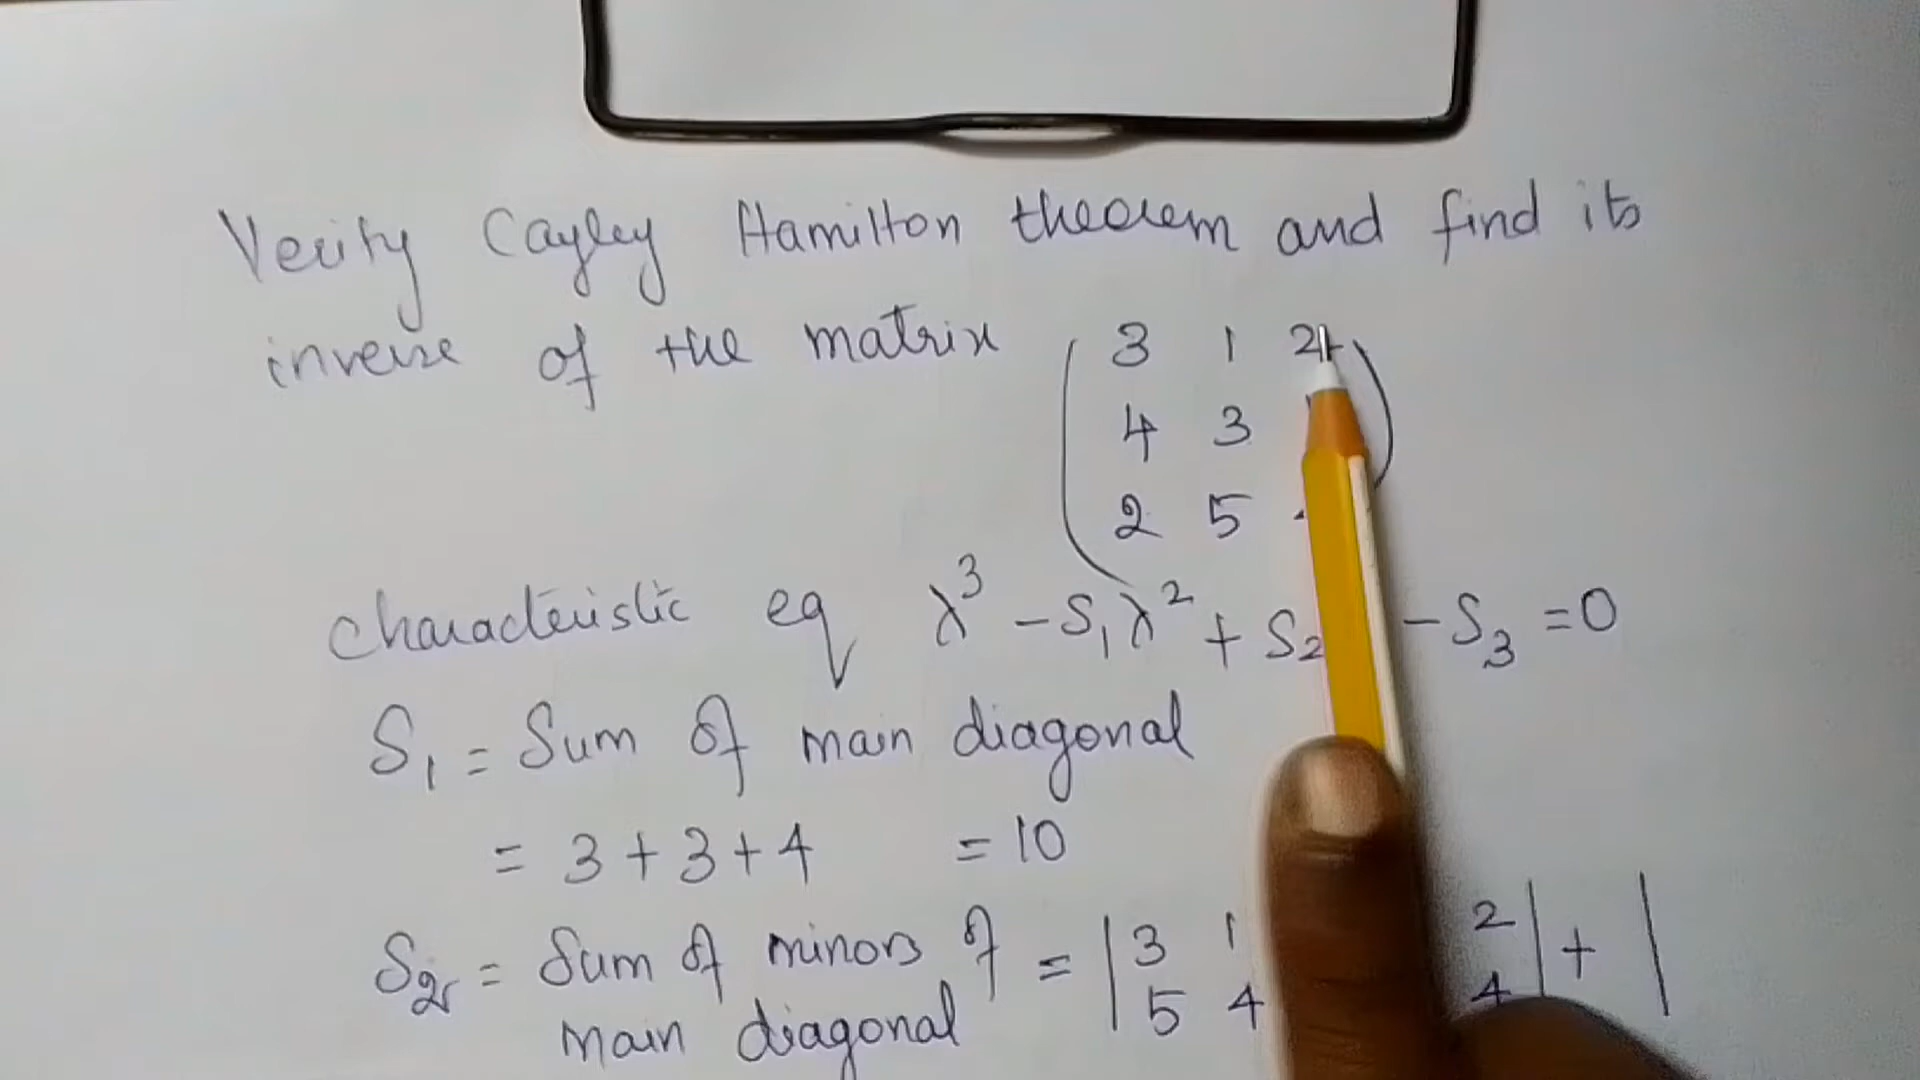 Verify Cayley Hamilton theorem and find its
inverse of the matrix
3 1 2
4 3
2 5
characteristic eq λ³ - S₁λ² + S₂ - S₃ = 0
S₁ = Sum of main diagonal
= 3 + 3 + 4 = 10
S₂ = Sum of minors of = | 3 1 2 | + |
main diagonal 5 4 4